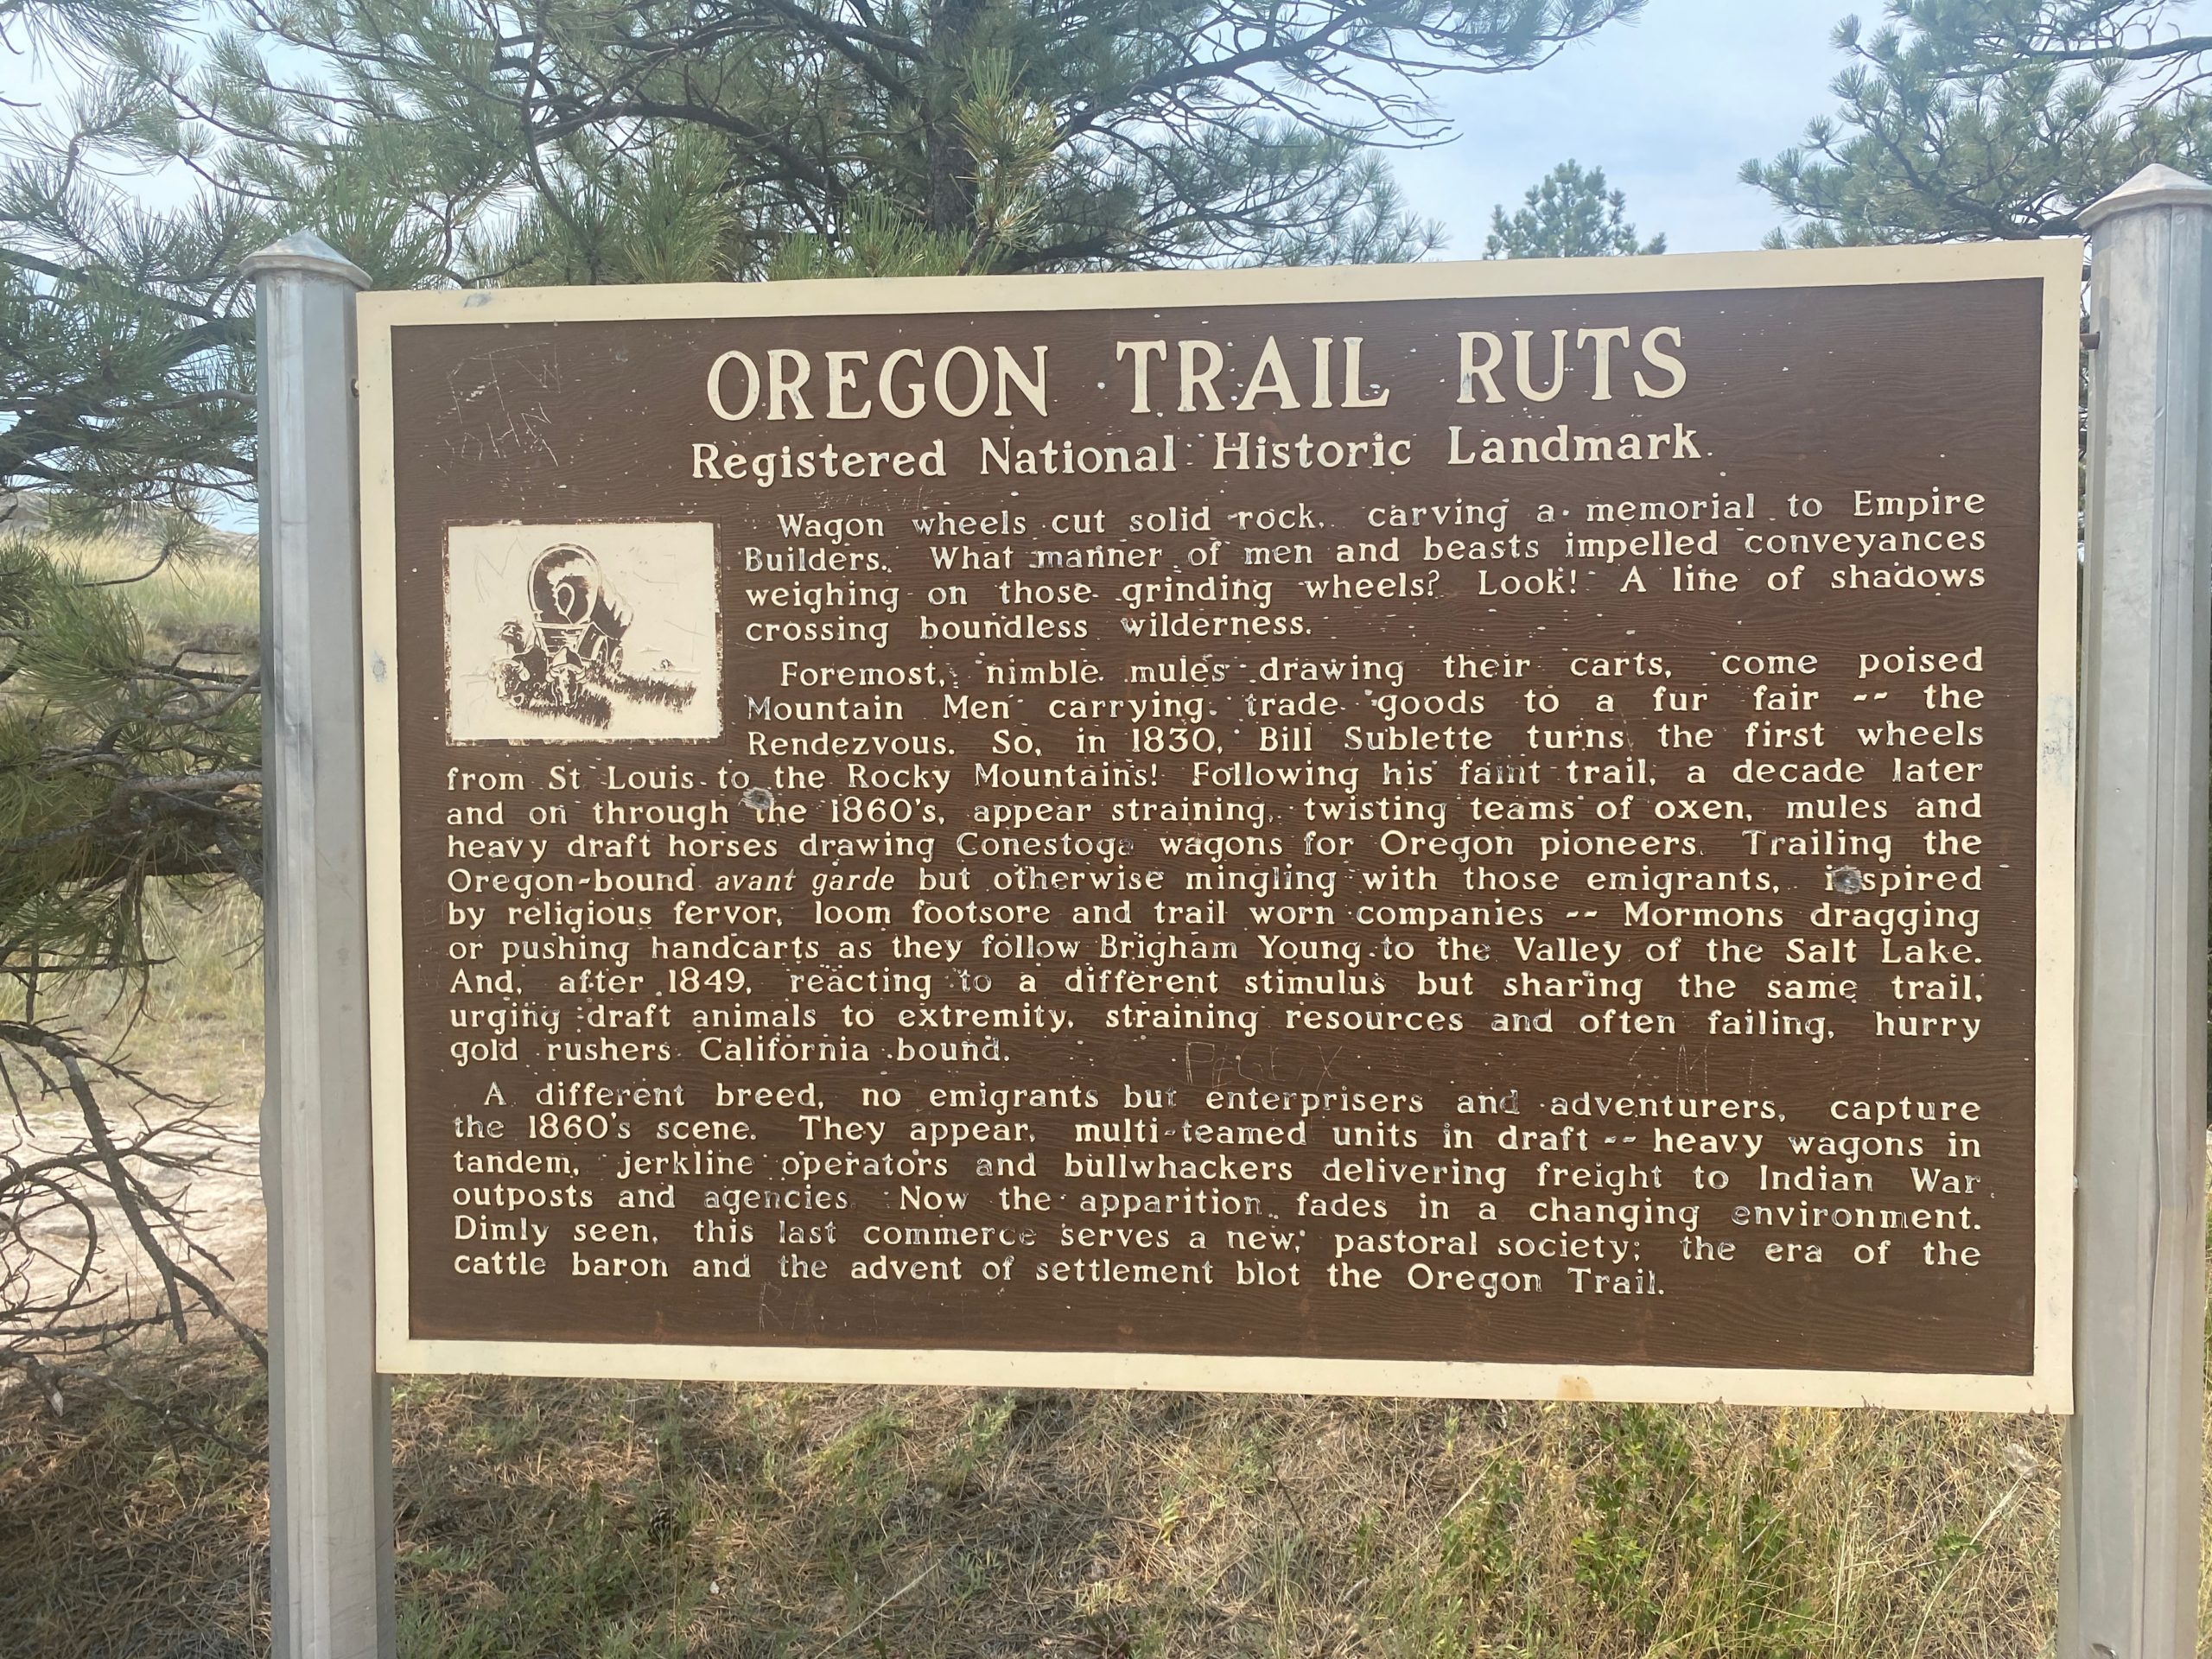 OREGON TRAIL RUTS
Registered National Historic Landmark
Wagon wheels cut solid rock, carving a memorial to Empire
Builders. What manner of men and beasts impelled conveyances
weighing on those grinding wheels? Look! A line of shadows
crossing boundless wilderness.
Foremost, nimble mules drawing their carts, come poised
Mountain Men carrying trade goods to a fur fair -- the
Rendezvous. So, in 1830, Bill Sublette turns the first wheels
from St Louis to the Rocky Mountains! Following his faint trail, a decade later
and on through the 1860's, appear straining, twisting teams of oxen, mules and
heavy draft horses drawing Conestoga wagons for Oregon pioneers. Trailing the
Oregon-bound avant garde but otherwise mingling with those emigrants, inspired
by religious fervor, loom footsore and trail worn companies -- Mormons dragging
or pushing handcarts as they follow Brigham Young to the Valley of the Salt Lake.
And, after 1849, reacting to a different stimulus but sharing the same trail,
urging draft animals to extremity, straining resources and often failing, hurry
gold rushers California bound.
PAGE X
A different breed, no emigrants but enterprisers and adventurers, capture
the 1860's scene. They appear, multi-teamed units in draft -- heavy wagons in
tandem, jerkline operators and bullwhackers delivering freight to Indian War
outposts and agencies. Now the apparition fades in a changing environment.
Dimly seen, this last commerce serves a new, pastoral society; the era of the
cattle baron and the advent of settlement blot the Oregon Trail.